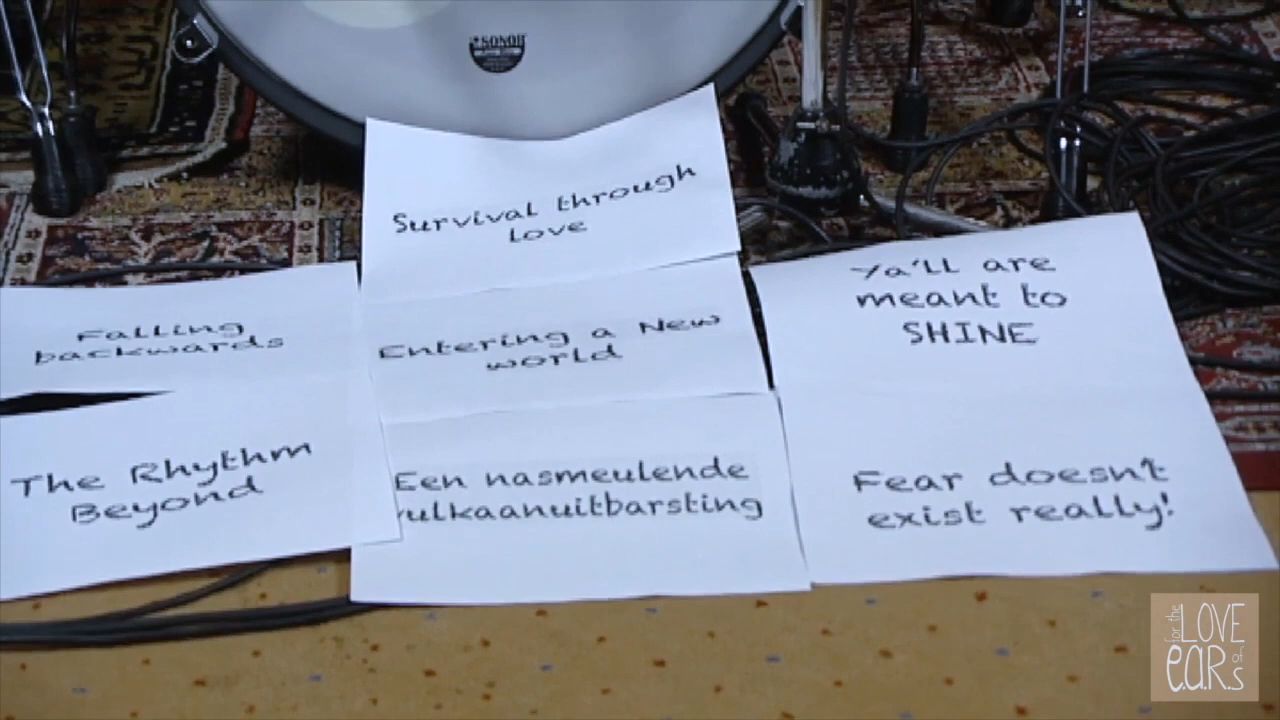 SONOR
Survival through
love
Falling
backwards
Entering a New
world
Ya'll are
meant to
SHINE
The Rhythm
Beyond
Een nasmeulende
vulkaanuitbarsting
Fear doesn't
exist really!
for the
LOVE
of
e.a.R.s